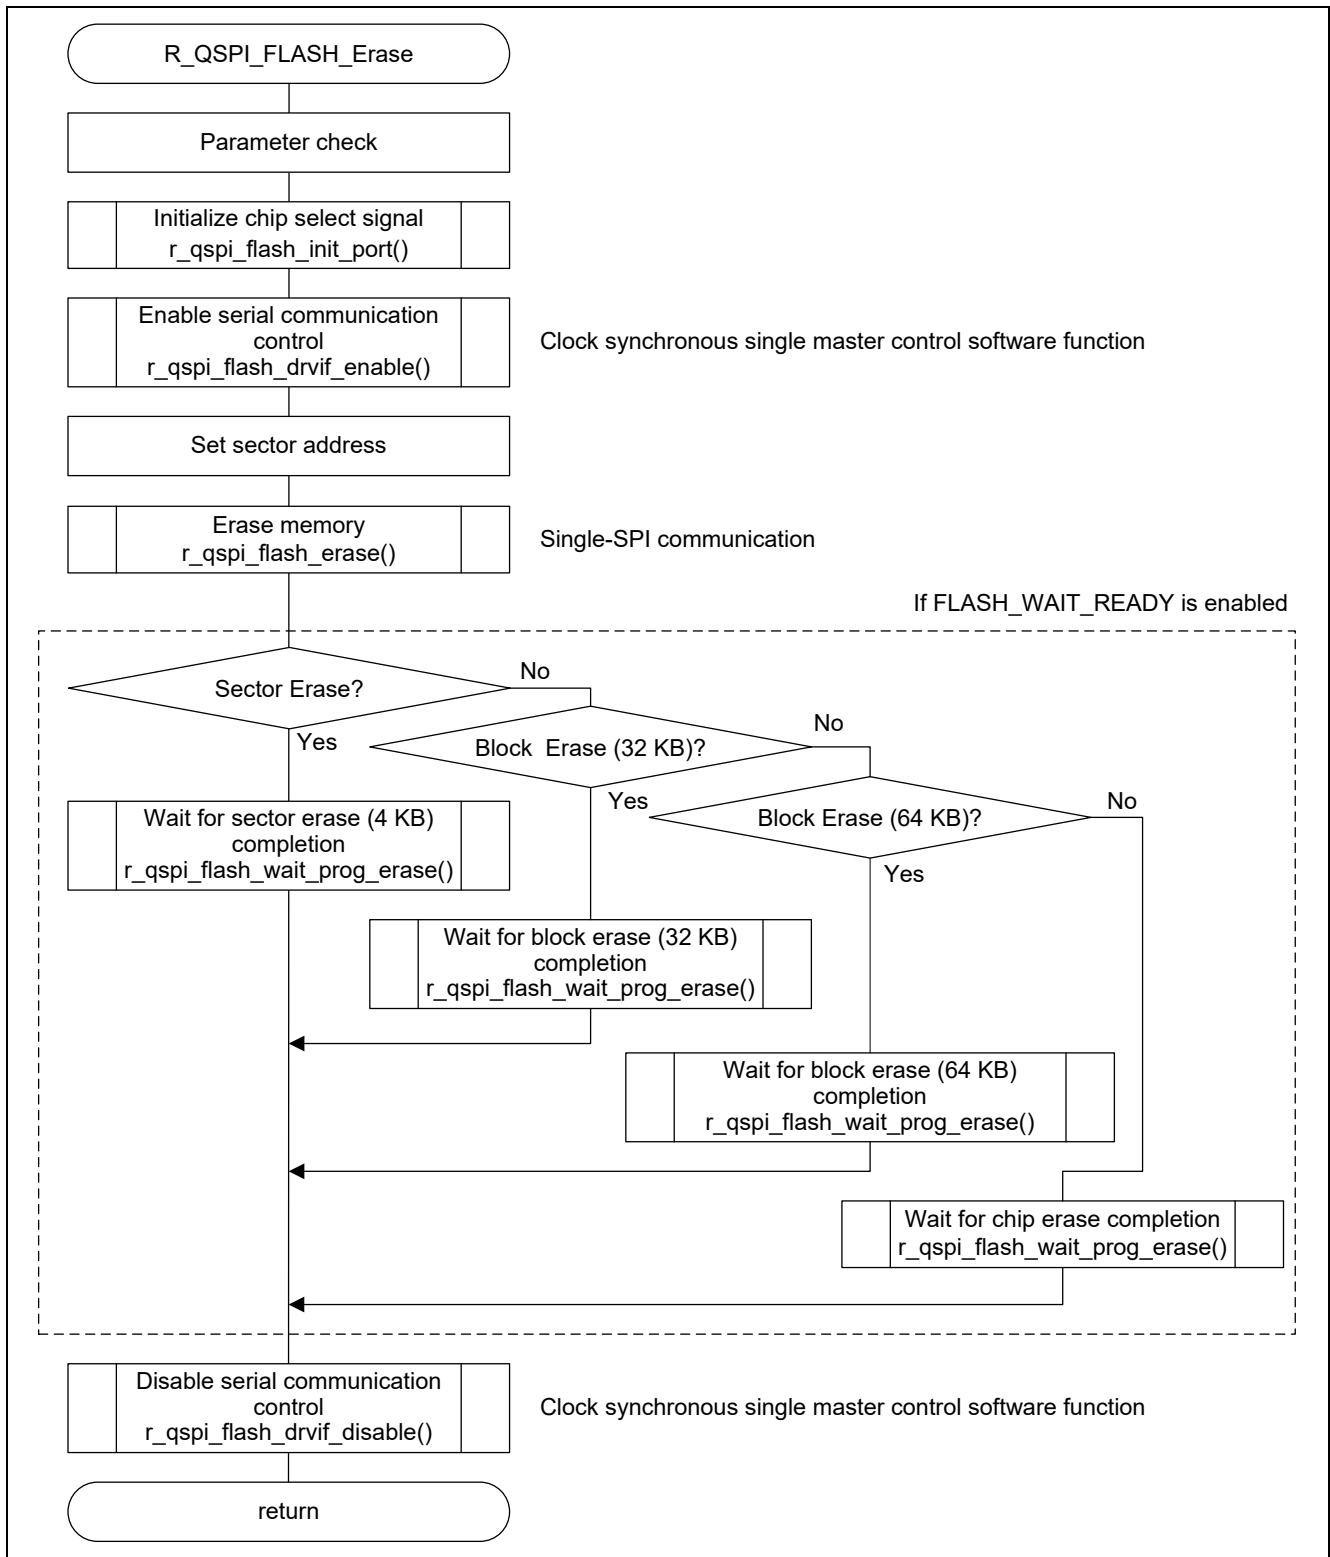 R_QSPI_FLASH_Erase
Parameter check
Initialize chip select signal
r_qspi_flash_init_port()
Enable serial communication
control
r_qspi_flash_drvif_enable()
Clock synchronous single master control software function
Set sector address
Erase memory
r_qspi_flash_erase()
Single-SPI communication
If FLASH_WAIT_READY is enabled
Sector Erase?
No
Yes
Block  Erase (32 KB)?
No
Yes
Block Erase (64 KB)?
No
Yes
Wait for sector erase (4 KB)
completion
r_qspi_flash_wait_prog_erase()
Wait for block erase (32 KB)
completion
r_qspi_flash_wait_prog_erase()
Wait for block erase (64 KB)
completion
r_qspi_flash_wait_prog_erase()
Wait for chip erase completion
r_qspi_flash_wait_prog_erase()
Disable serial communication
control
r_qspi_flash_drvif_disable()
Clock synchronous single master control software function
return